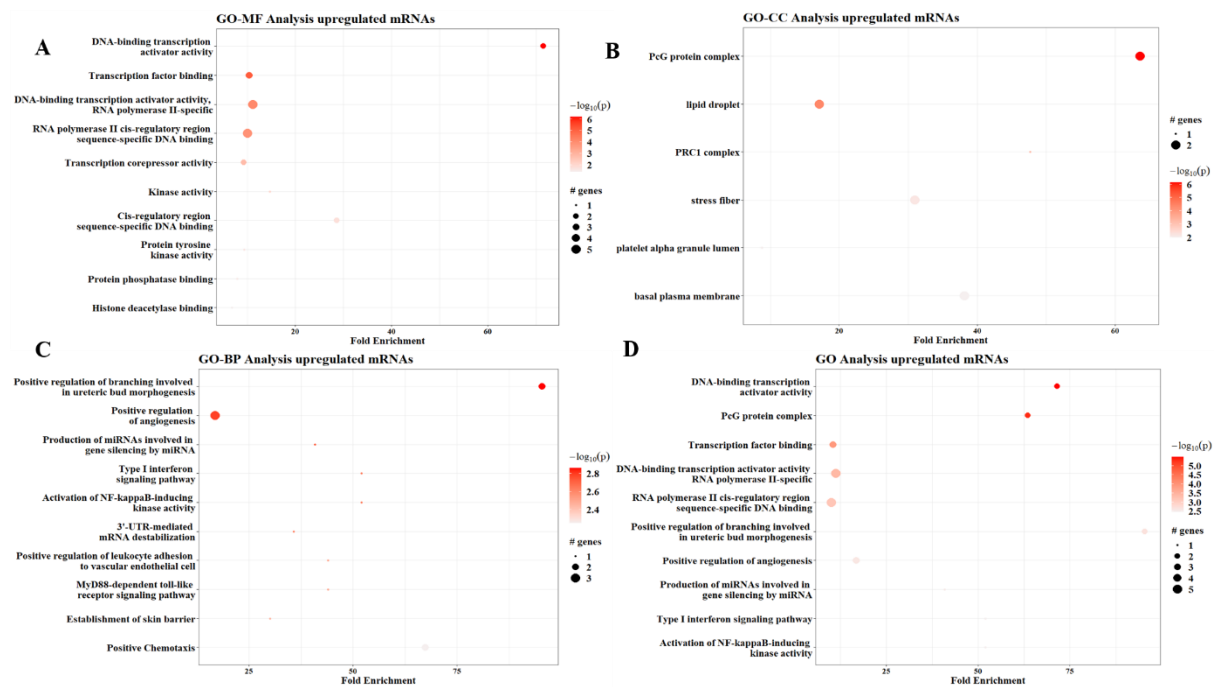 A
GO-MF Analysis upregulated mRNAs
DNA-binding transcription
activator activity
Transcription factor binding
DNA-binding transcription activator activity,
RNA polymerase II-specific
RNA polymerase II cis-regulatory region
sequence-specific DNA binding
Transcription corepressor activity
Kinase activity
Cis-regulatory region
sequence-specific DNA binding
Protein tyrosine
kinase activity
Protein phosphatase binding
Histone deacetylase binding
20
40
60
Fold Enrichment
−log10(p)
6
5
4
3
2
# genes
1
2
3
4
5
B
GO-CC Analysis upregulated mRNAs
PcG protein complex
lipid droplet
PRC1 complex
stress fiber
platelet alpha granule lumen
basal plasma membrane
20
40
60
Fold Enrichment
# genes
1
2
−log10(p)
6
5
4
3
2
C
GO-BP Analysis upregulated mRNAs
Positive regulation of branching involved
in ureteric bud morphogenesis
Positive regulation
of angiogenesis
Production of miRNAs involved in
gene silencing by miRNA
Type I interferon
signaling pathway
Activation of NF-kappaB-inducing
kinase activity
3'-UTR-mediated
mRNA destabilization
Positive regulation of leukocyte adhesion
to vascular endothelial cell
MyD88-dependent toll-like
receptor signaling pathway
Establishment of skin barrier
Positive Chemotaxis
25
50
75
Fold Enrichment
−log10(p)
2.8
2.6
2.4
# genes
1
2
3
D
GO Analysis upregulated mRNAs
DNA-binding transcription
activator activity
PcG protein complex
Transcription factor binding
DNA-binding transcription activator activity
RNA polymerase II-specific
RNA polymerase II cis-regulatory region
sequence-specific DNA binding
Positive regulation of branching involved
in ureteric bud morphogenesis
Positive regulation of angiogenesis
Production of miRNAs involved in
gene silencing by miRNA
Type I interferon signaling pathway
Activation of NF-kappaB-inducing
kinase activity
25
50
75
Fold Enrichment
−log10(p)
5.0
4.5
4.0
3.5
3.0
2.5
# genes
1
2
3
4
5